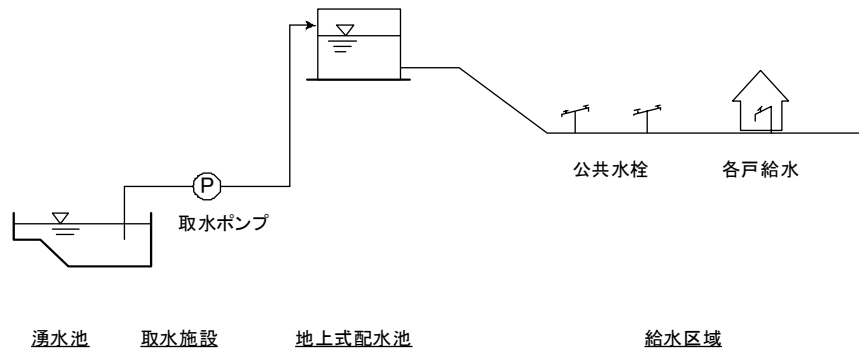 P
公共水栓
各戸給水
取水ポンプ
湧水池
取水施設
地上式配水池
給水区域